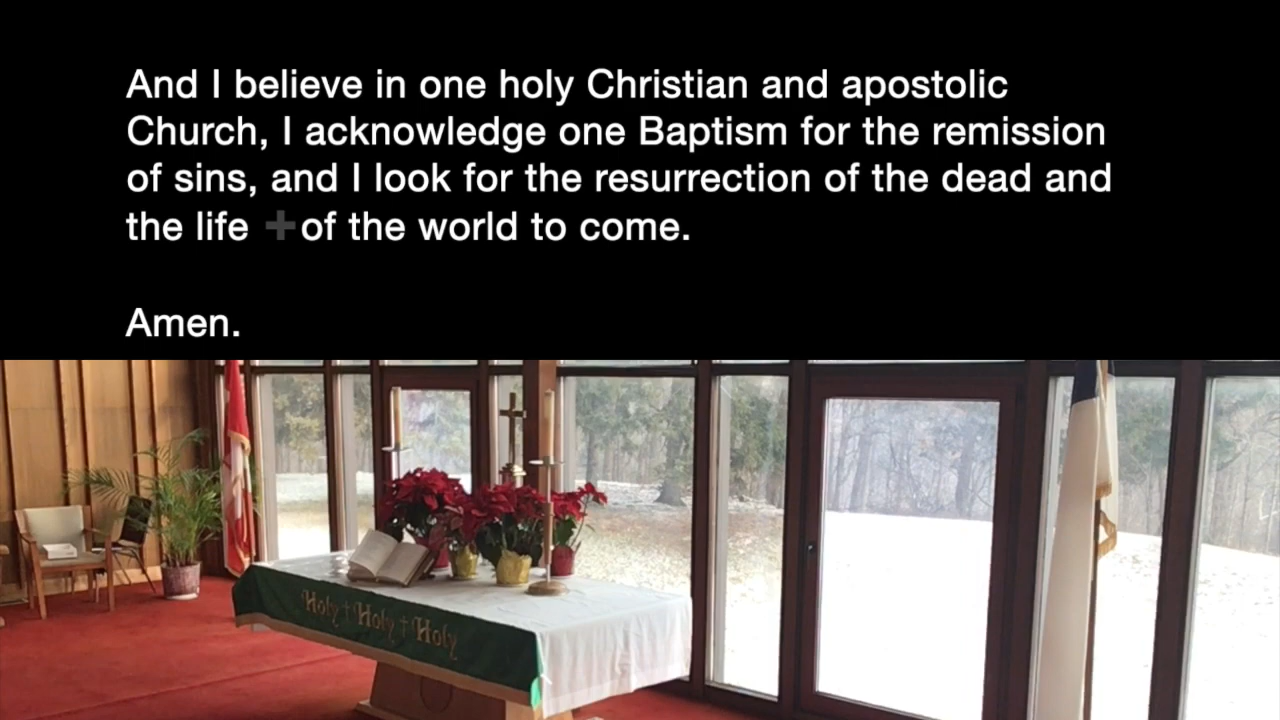 And I believe in one holy Christian and apostolic
Church, I acknowledge one Baptism for the remission
of sins, and I look for the resurrection of the dead and
the life ➕of the world to come.
Amen.
Holy † Holy † Holy